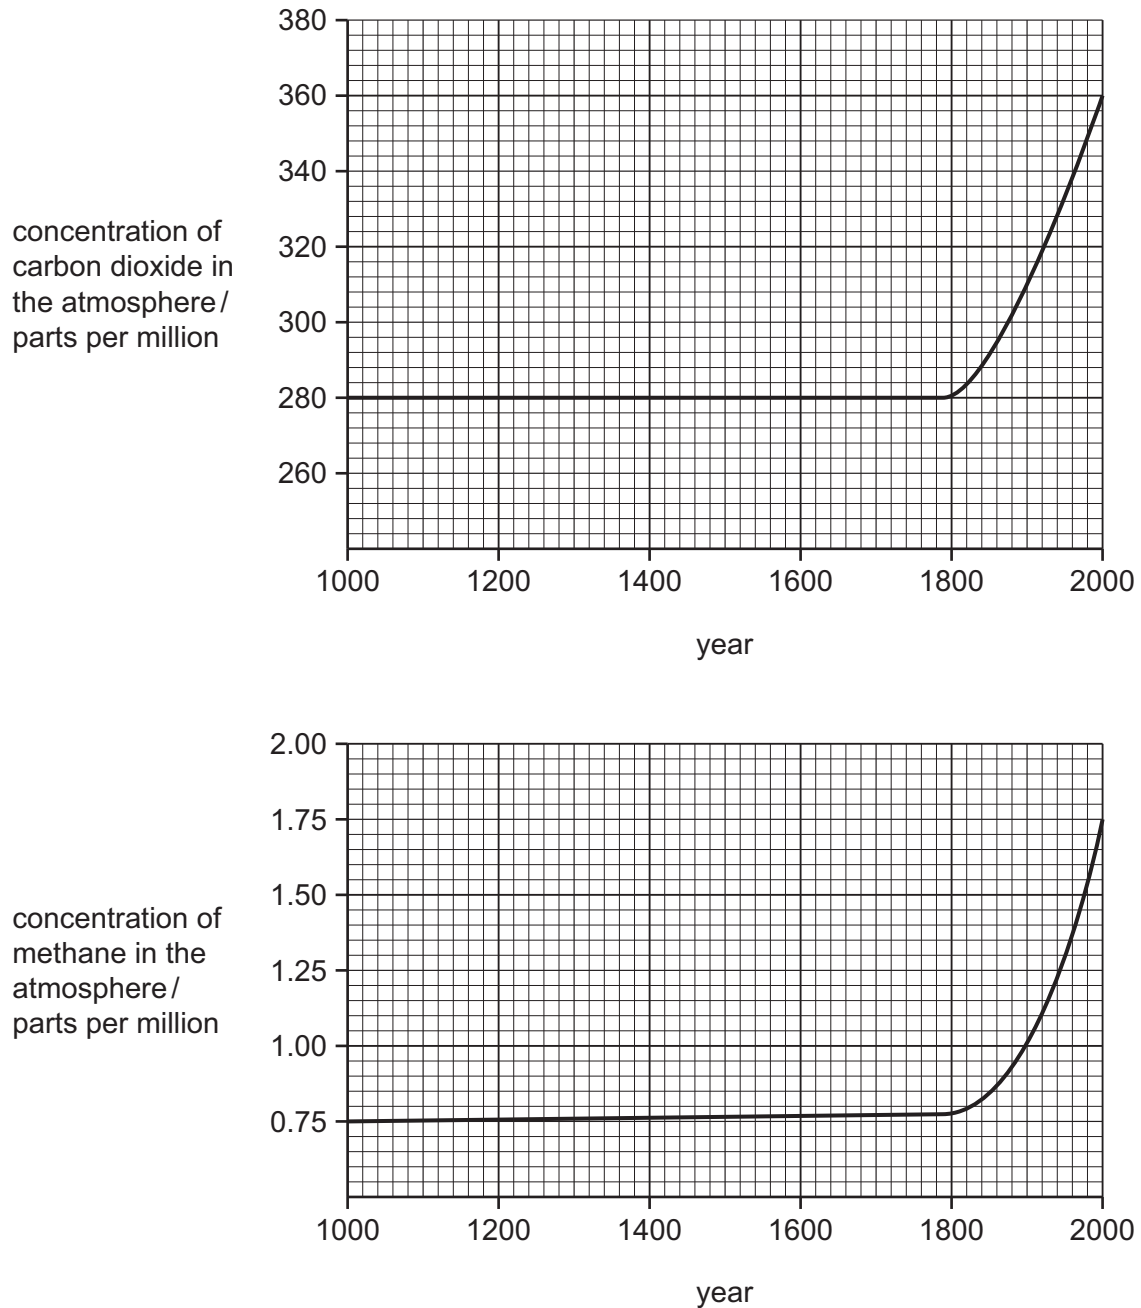 380
360
340
320
300
280
260
concentration of
carbon dioxide in
the atmosphere /
parts per million
1000 1200 1400 1600 1800 2000
year
2.00
1.75
1.50
1.25
1.00
0.75
concentration of
methane in the
atmosphere /
parts per million
1000 1200 1400 1600 1800 2000
year